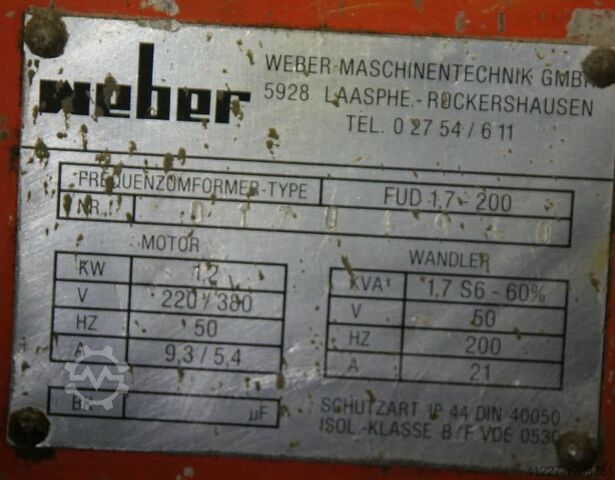 weber
WEBER MASCHINENTECHNIK GMBH
5928 LAASPHE.-RÜCKERSHAUSEN
TEL. 0 27 54 / 6 11
FREQUENZUMFORMER-TYPE FUD 1,7 - 200
NR.
MOTOR
KW 1,2
V 220 / 380
HZ 50
A 9,3 / 5,4
µF
WANDLER
KVA 1,7 S6 - 60%
V 50
HZ 200
A 21
SCHUTZART IP 44 DIN 40050
ISOL.-KLASSE B / F VDE 0530